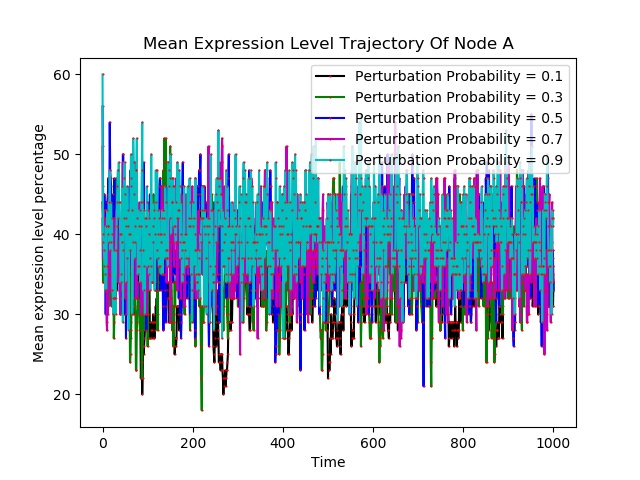 Mean Expression Level Trajectory Of Node A
Perturbation Probability = 0.1
Perturbation Probability = 0.3
Perturbation Probability = 0.5
Perturbation Probability = 0.7
Perturbation Probability = 0.9
Mean expression level percentage
60
50
40
30
20
0 200 400 600 800 1000
Time